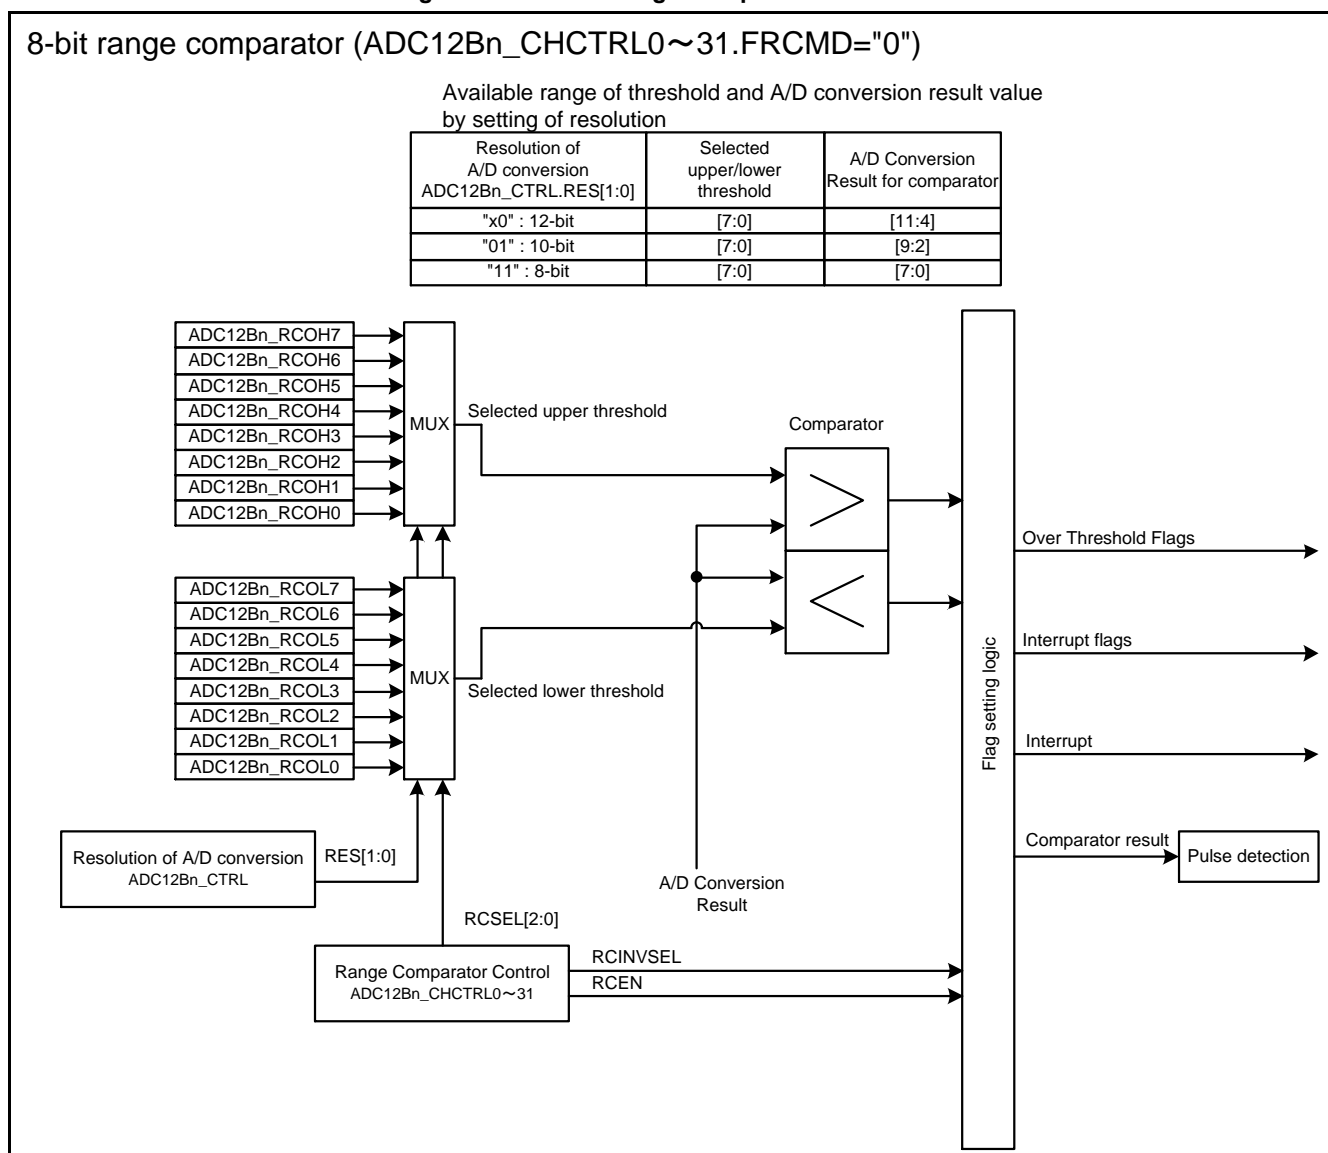 8-bit range comparator (ADC12Bn_CHCTRL0～31.FRCMD="0")
Available range of threshold and A/D conversion result value
by setting of resolution
Resolution of
A/D conversion
ADC12Bn_CTRL.RES[1:0]
Selected
upper/lower
threshold
A/D Conversion
Result for comparator
"x0" : 12-bit
[7:0]
[11:4]
"01" : 10-bit
[7:0]
[9:2]
"11" : 8-bit
[7:0]
[7:0]
ADC12Bn_RCOH7
ADC12Bn_RCOH6
ADC12Bn_RCOH5
ADC12Bn_RCOH4
ADC12Bn_RCOH3
ADC12Bn_RCOH2
ADC12Bn_RCOH1
ADC12Bn_RCOH0
MUX
Selected upper threshold
Comparator
ADC12Bn_RCOL7
ADC12Bn_RCOL6
ADC12Bn_RCOL5
ADC12Bn_RCOL4
ADC12Bn_RCOL3
ADC12Bn_RCOL2
ADC12Bn_RCOL1
ADC12Bn_RCOL0
MUX
Selected lower threshold
Flag setting logic
Over Threshold Flags
Interrupt flags
Interrupt
Comparator result
Pulse detection
Resolution of A/D conversion
ADC12Bn_CTRL
RES[1:0]
A/D Conversion
Result
RCSEL[2:0]
Range Comparator Control
ADC12Bn_CHCTRL0～31
RCINVSEL
RCEN